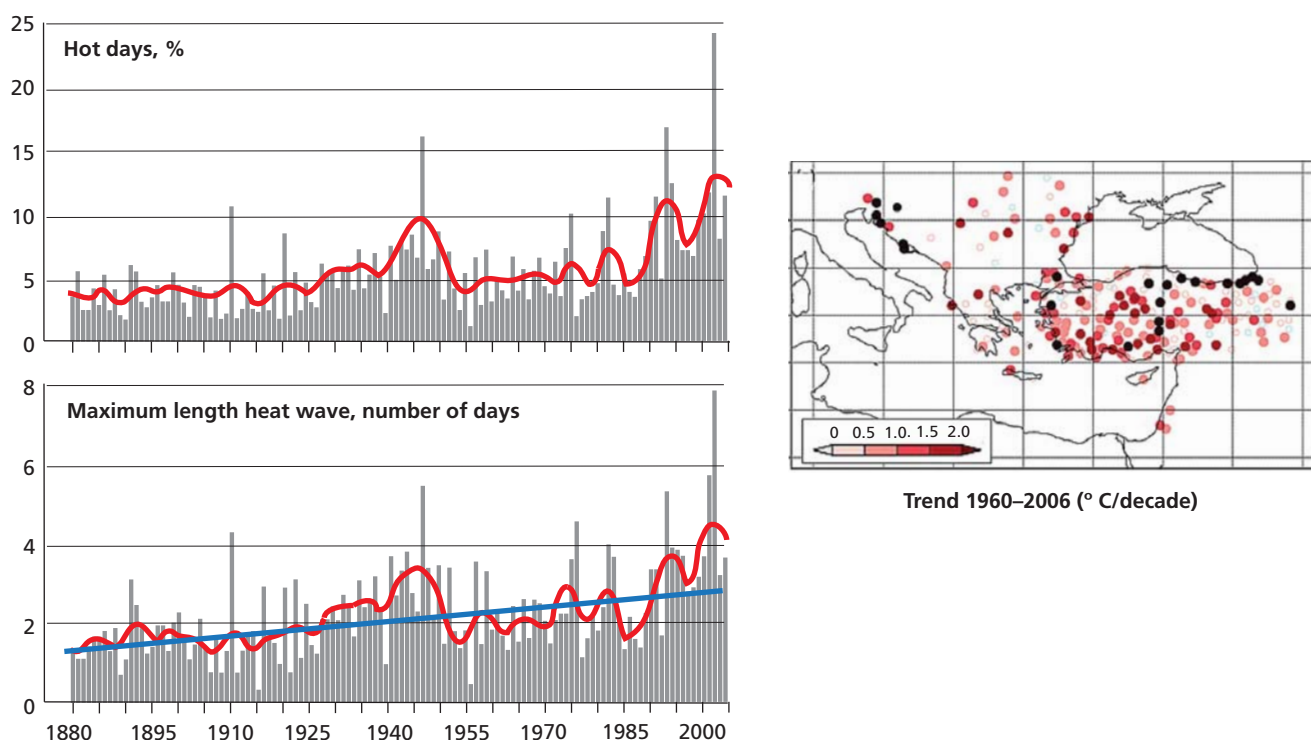 25
Hot days, %
20
15
10
5
0
8
Maximum length heat wave, number of days
6
4
2
0
1880 1895 1910 1925 1940 1955 1970 1985 2000
0 0.5 1.0. 1.5 2.0
Trend 1960–2006 (° C/decade)